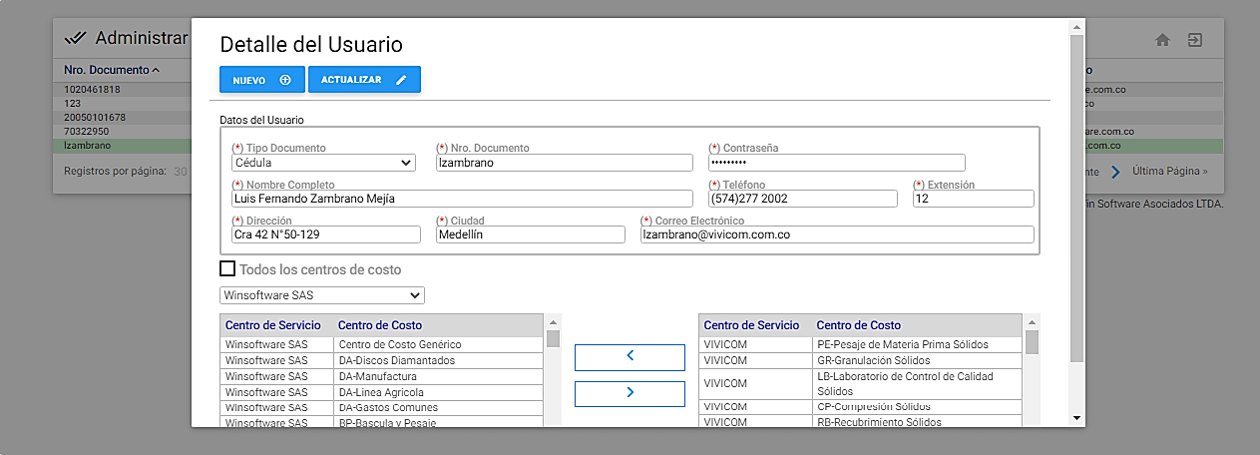 Administrar
Nro. Documento
1020461818
123
20050101678
70322950
lzambrano
Registros por página: 30
Detalle del Usuario
NUEVO
ACTUALIZAR
Datos del Usuario
(*) Tipo Documento (*) Nro. Documento (*) Contraseña
Cédula lzambrano •••••••••
(*) Nombre Completo (*) Teléfono (*) Extensión
Luis Fernando Zambrano Mejía (574)277 2002 12
(*) Dirección (*) Ciudad (*) Correo Electrónico
Cra 42 N°50-129 Medellín lzambrano@vivicom.com.co
Todos los centros de costo
Winsoftware SAS
Centro de Servicio Centro de Costo
Winsoftware SAS Centro de Costo Genérico
Winsoftware SAS DA-Discos Diamantados
Winsoftware SAS DA-Manufactura
Winsoftware SAS DA-Linea Agricola
Winsoftware SAS DA-Gastos Comunes
Winsoftware SAS BP-Bascula y Pesaje
<
>
Centro de Servicio Centro de Costo
VIVICOM PE-Pesaje de Materia Prima Sólidos
VIVICOM GR-Granulación Sólidos
VIVICOM LB-Laboratorio de Control de Calidad
Sólidos
VIVICOM CP-Compresión Sólidos
VIVICOM RB-Recubrimiento Sólidos
o
e.com.co
co
are.com.co
.com.co
nte > Última Página »
in Software Asociados LTDA.